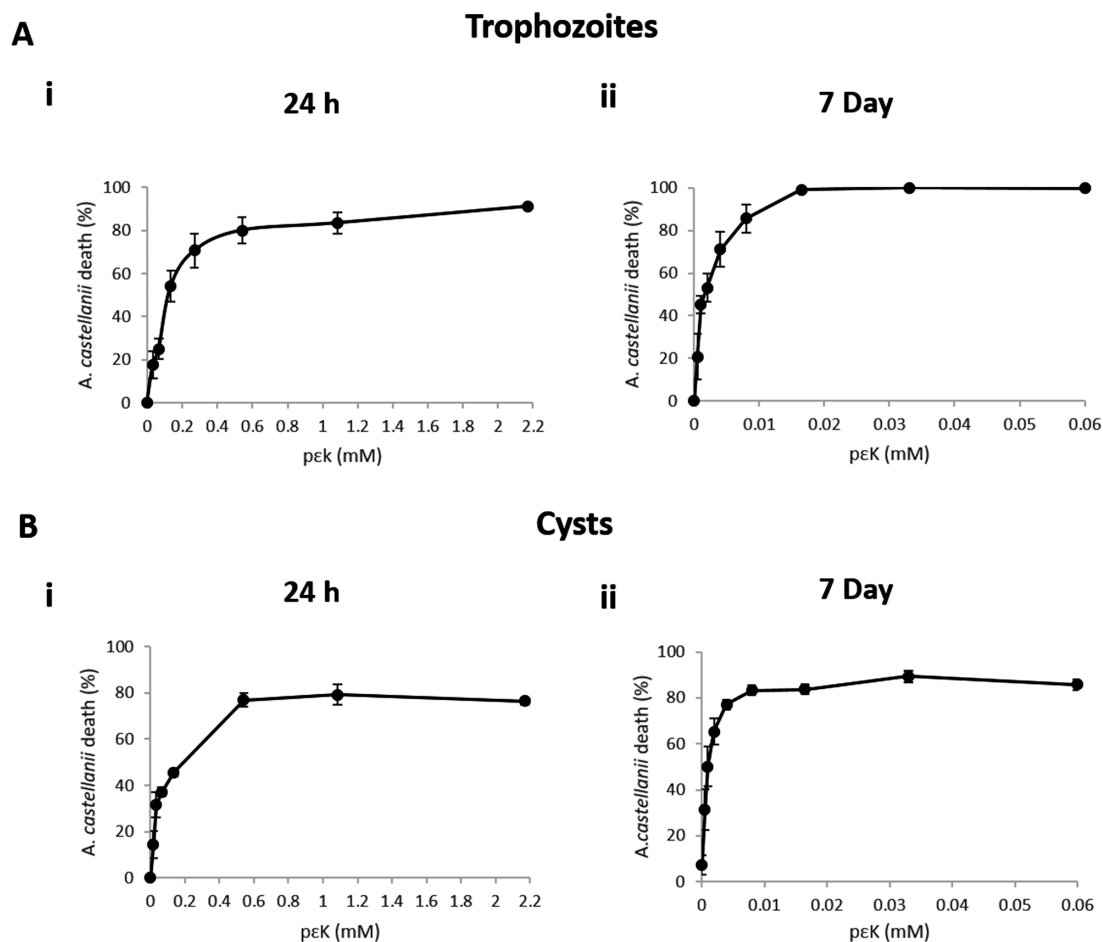 A
Trophozoites
i
24 h
ii
7 Day
A. castellanii death (%)
100
80
60
40
20
0
0 0.2 0.4 0.6 0.8 1 1.2 1.4 1.6 1.8 2 2.2
pεk (mM)
A. castellanii death (%)
100
80
60
40
20
0
0 0.01 0.02 0.03 0.04 0.05 0.06
pεK (mM)
B
Cysts
i
24 h
ii
7 Day
A. castellanii death (%)
100
80
60
40
20
0
0 0.2 0.4 0.6 0.8 1 1.2 1.4 1.6 1.8 2 2.2
pεK (mM)
A.castellanii death (%)
100
80
60
40
20
0
0 0.01 0.02 0.03 0.04 0.05 0.06
pεK (mM)